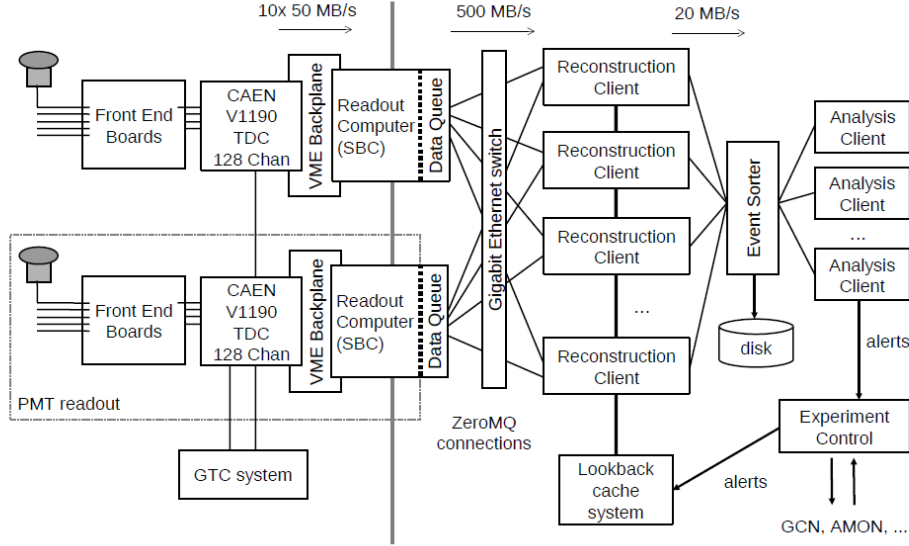 10x 50 MB/s
500 MB/s
20 MB/s
Front End
Boards
CAEN
V1190
TDC
128 Chan
VME Backplane
Readout
Computer
(SBC)
Data Queue
Gigabit Ethernet switch
Reconstruction
Client
Reconstruction
Client
Reconstruction
Client
...
Reconstruction
Client
Event Sorter
Analysis
Client
Analysis
Client
...
Analysis
Client
Front End
Boards
CAEN
V1190
TDC
128 Chan
VME Backplane
Readout
Computer
(SBC)
Data Queue
PMT readout
disk
alerts
ZeroMQ
connections
GTC system
Lookback
cache
system
alerts
Experiment
Control
GCN, AMON, ...